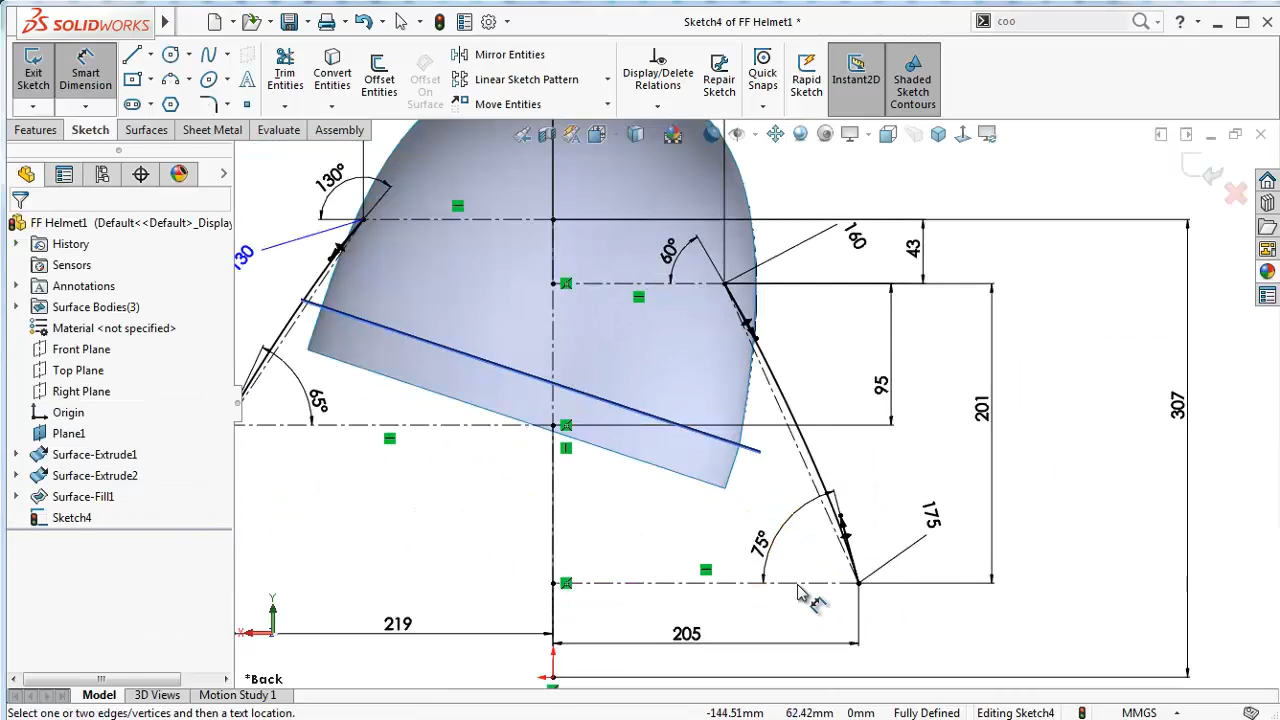 SOLIDWORKS
Sketch4 of FF Helmet1 *
coo
Exit Sketch
Smart Dimension
Trim Entities
Convert Entities
Offset Entities
Offset On Surface
Mirror Entities
Linear Sketch Pattern
Move Entities
Display/Delete Relations
Repair Sketch
Quick Snaps
Rapid Sketch
Instant2D
Shaded Sketch Contours
Features
Sketch
Surfaces
Sheet Metal
Evaluate
Assembly
FF Helmet1 (Default<<Default>_Displa
History
Sensors
Annotations
Surface Bodies(3)
Material <not specified>
Front Plane
Top Plane
Right Plane
Origin
Plane1
Surface-Extrude1
Surface-Extrude2
Surface-Fill1
Sketch4
130°
130
60°
160
43
65°
95
201
307
75°
175
219
205
Y
X
*Back
Model
3D Views
Motion Study 1
Select one or two edges/vertices and then a text location.
-144.51mm
62.42mm
0mm
Fully Defined
Editing Sketch4
MMGS